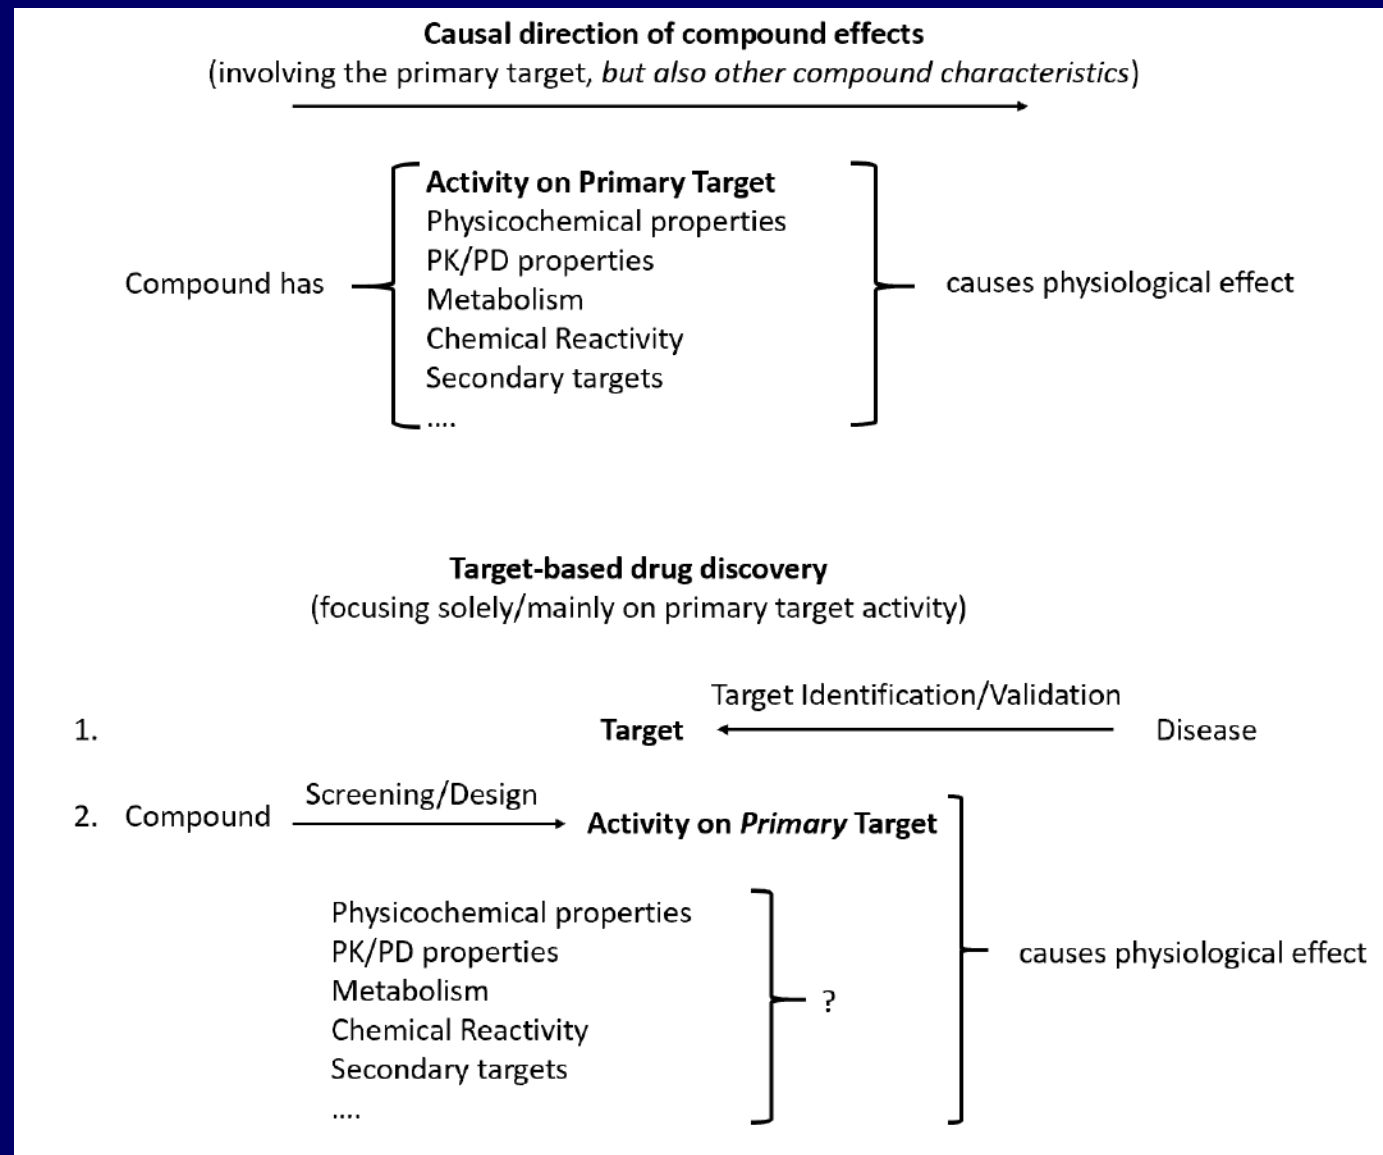 Causal direction of compound effects
(involving the primary target, but also other compound characteristics)
Activity on Primary Target
Physicochemical properties
PK/PD properties
Compound has
causes physiological effect
Metabolism
Chemical Reactivity
Secondary targets
....
Target-based drug discovery
(focusing solely/mainly on primary target activity)
Target Identification/Validation
1.
Target
Disease
Screening/Design
2. Compound
Activity on Primary Target
Physicochemical properties
PK/PD properties
Metabolism
Chemical Reactivity
Secondary targets
....
?
causes physiological effect